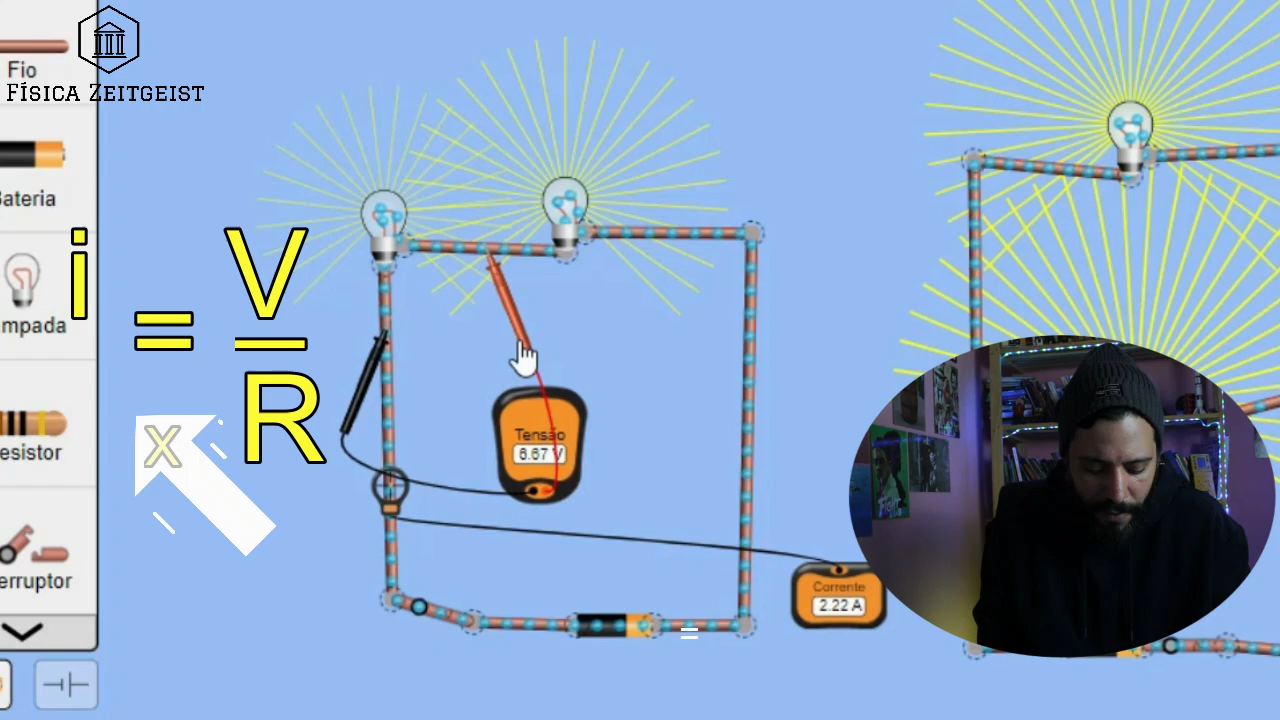 FÍSICA ZEITGEIST
Fio
Bateria
mpada
esistor
erruptor
i = V
R
x
Tensão
6.67 V
Corrente
2.22 A
=